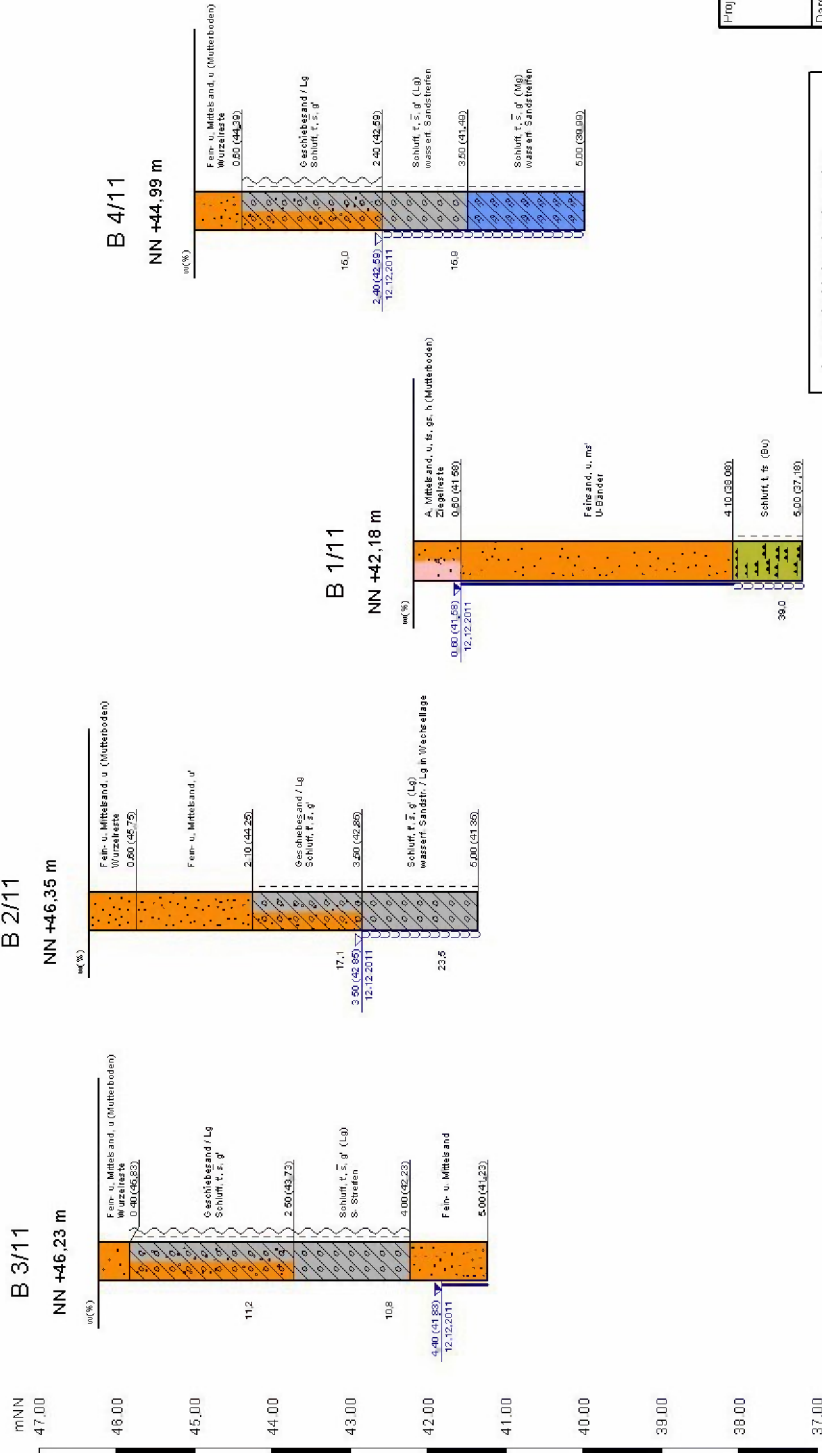 mNN
47,00
46,00
45,00
44,00
43,00
42,00
41,00
40,00
39,00
38,00
37,00
B 3/11
NN +46,23 m
w(%)
Fein- u. Mittelsand, u (Mutterboden)
Wurzelreste
0.40 (45,83)
Geschiebesand / Lg
Schluff, t', s, g'
2.50 (43,73)
Schluff, t', s, g' (Lg)
S- Streifen
4.00 (42,23)
Fein- u. Mittelsand
5.00 (41,23)
11,2
10,8
4,40 (41,83)
12.12.2011
B 2/11
NN +46,35 m
w(%)
Fein- u. Mittelsand, u (Mutterboden)
Wurzelreste
0.60 (45,75)
Fein- u. Mittelsand, u'
2.10 (44,25)
Geschiebesand / Lg
Schluff, t', s, g'
3.50 (42,85)
Schluff, t', s, g' (Lg)
wasserf. Sandstr. / Lg in Wechsellage
5.00 (41,35)
17,1
3.50 (42,85)
12.12.2011
23,5
B 1/11
NN +42,18 m
w(%)
A, Mittelsand, u, fs, gs, h (Mutterboden)
Ziegelreste
0.60 (41,58)
Feinsand, u, ms'
U-Bänder
4.10 (38,08)
Schluff, t, fs (Bu)
5.00 (37,18)
A
0.60 (41,58)
12.12.2011
39,0
B 4/11
NN +44,99 m
w(%)
Fein- u. Mittelsand, u (Mutterboden)
Wurzelreste
0.60 (44,39)
Geschiebesand / Lg
Schluff, t', s, g'
2.40 (42,59)
Schluff, t', s, g' (Lg)
wasserf. Sandstreifen
3.50 (41,49)
Schluff, t', s, g' (Mg)
wasserf. Sandstreifen
5.00 (39,99)
15,0
2.40 (42,59)
12.12.2011
15,9
Proj